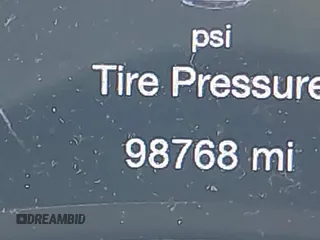 psi
Tire Pressure
98768 mi
DREAMBID